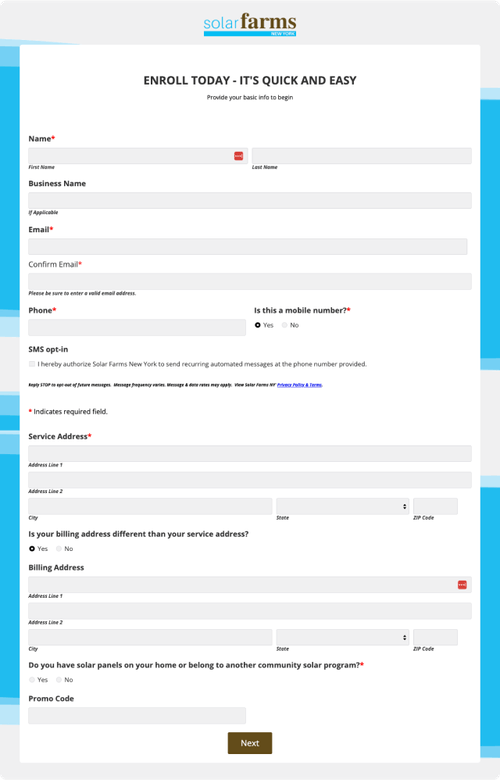 solarfarms
NEW YORK
ENROLL TODAY - IT'S QUICK AND EASY
Provide your basic info to begin
Name*
First Name Last Name
Business Name
If Applicable
Email*
Confirm Email*
Please be sure to enter a valid email address.
Phone* Is this a mobile number?*
Yes No
SMS opt-in
I hereby authorize Solar Farms New York to send recurring automated messages at the phone number provided.
Reply STOP to opt-out of future messages. Message frequency varies. Message & data rates may apply. View Solar Farms NY Privacy Policy & Terms.
* Indicates required field.
Service Address*
Address Line 1
Address Line 2
City State ZIP Code
Is your billing address different than your service address?
Yes No
Billing Address
Address Line 1
Address Line 2
City State ZIP Code
Do you have solar panels on your home or belong to another community solar program?*
Yes No
Promo Code
Next